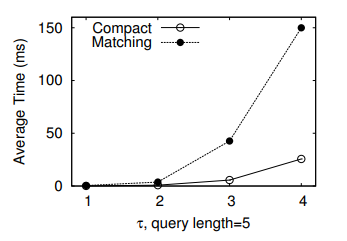 150
100
50
0
Average Time (ms)
Compact
Matching
1 2 3 4
τ, query length=5